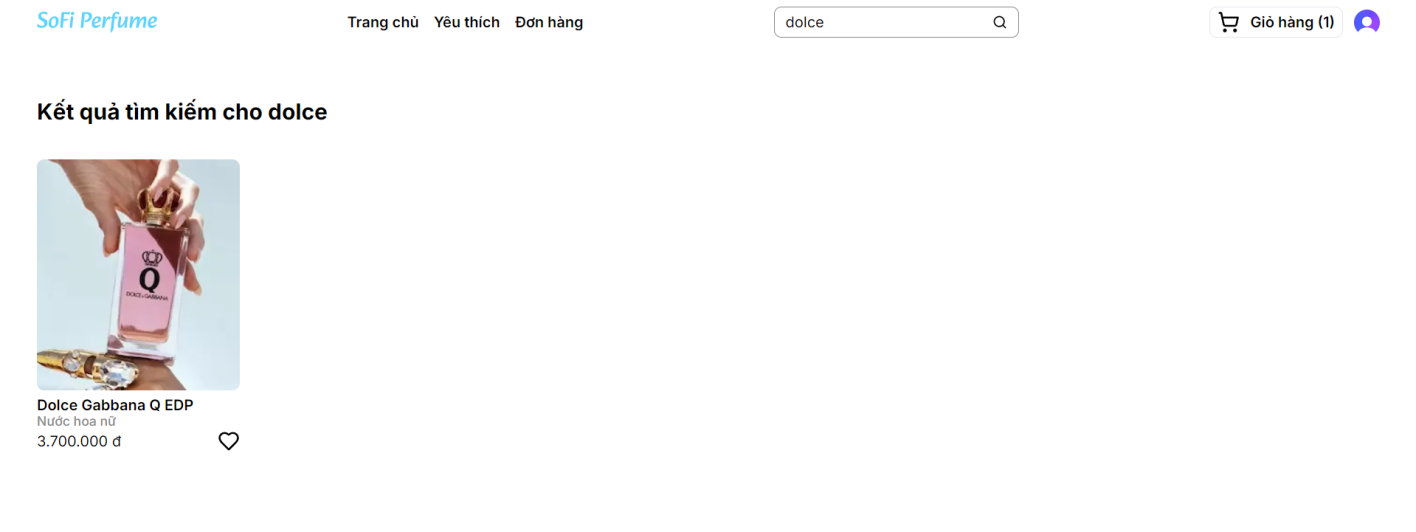 SoFi Perfume
Trang chủ Yêu thích Đơn hàng
dolce
Giỏ hàng (1)
Kết quả tìm kiếm cho dolce
Q
DOLCE & GABBANA
Dolce Gabbana Q EDP
Nước hoa nữ
3.700.000 đ